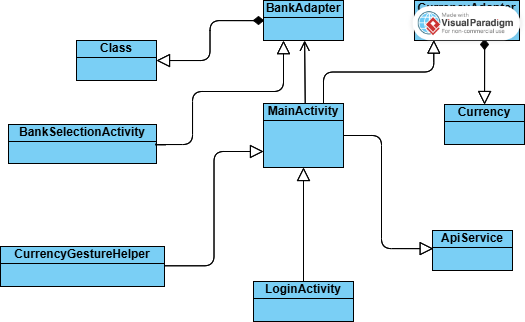 BankAdapter
Made with
Visual Paradigm
For non-commercial use
Class
Currency
MainActivity
BankSelectionActivity
ApiService
CurrencyGestureHelper
LoginActivity